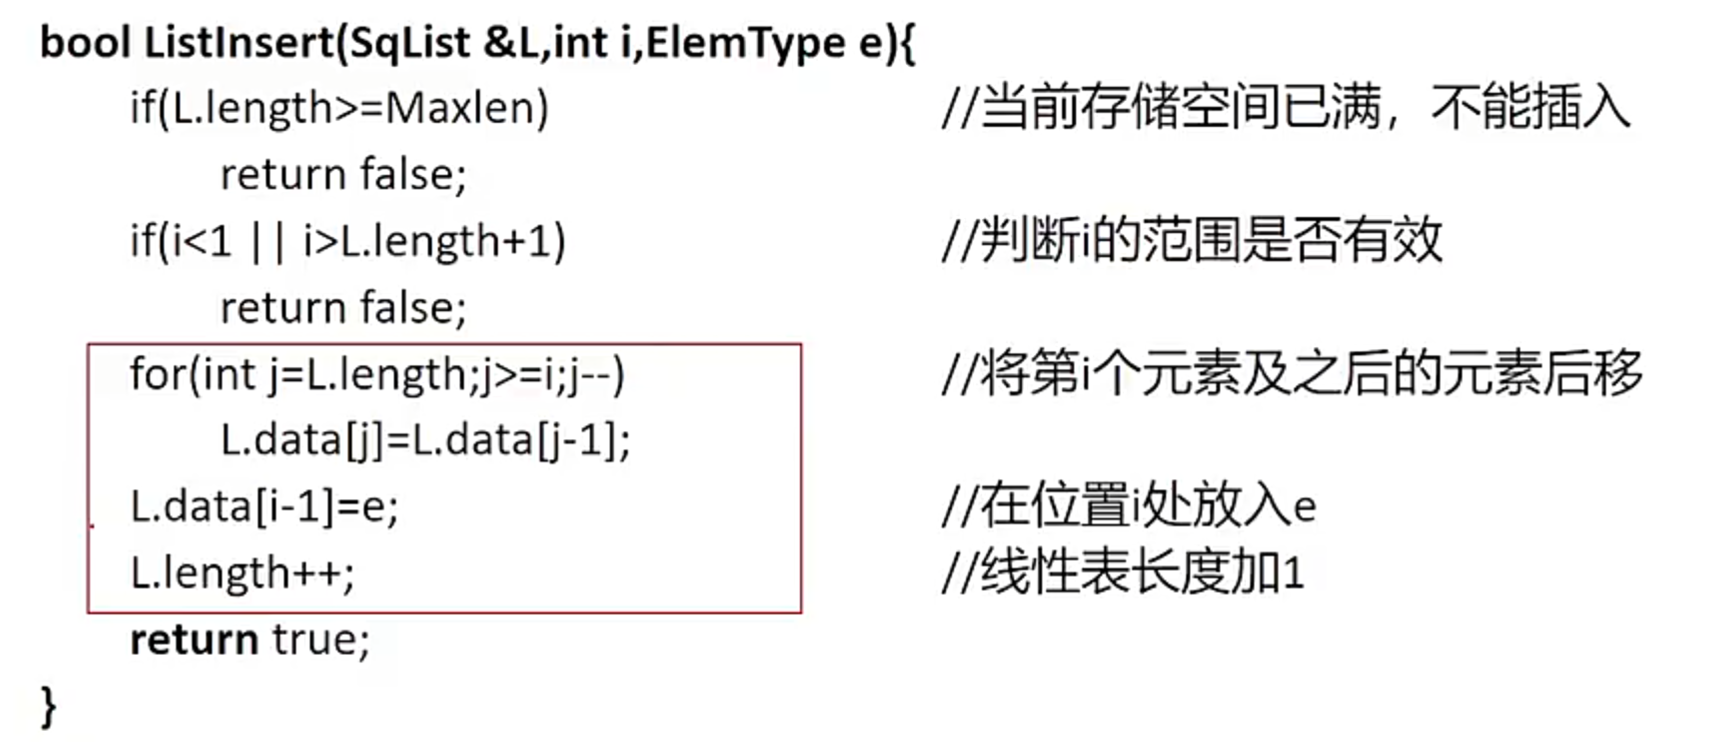 bool ListInsert(SqList &L,int i,ElemType e){
if(L.length>=Maxlen) //当前存储空间已满，不能插入
return false;
if(i<1 || i>L.length+1) //判断i的范围是否有效
return false;
for(int j=L.length;j>=i;j--) //将第i个元素及之后的元素后移
L.data[j]=L.data[j-1];
L.data[i-1]=e; //在位置i处放入e
L.length++; //线性表长度加1
return true;
}